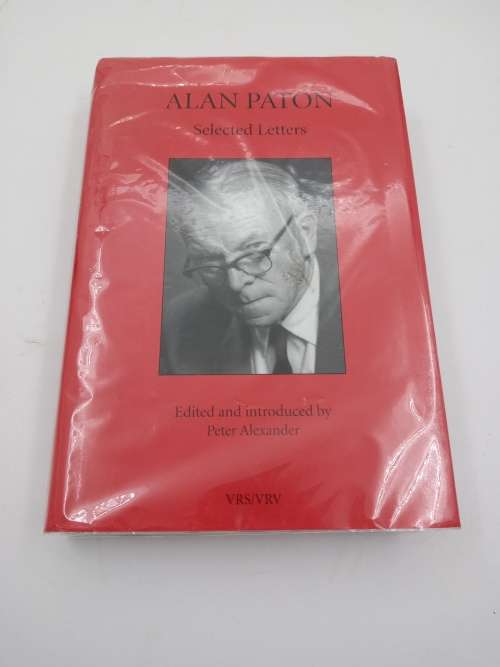 ALAN PATON
Selected Letters
Edited and introduced by
Peter Alexander
VRS/VRV